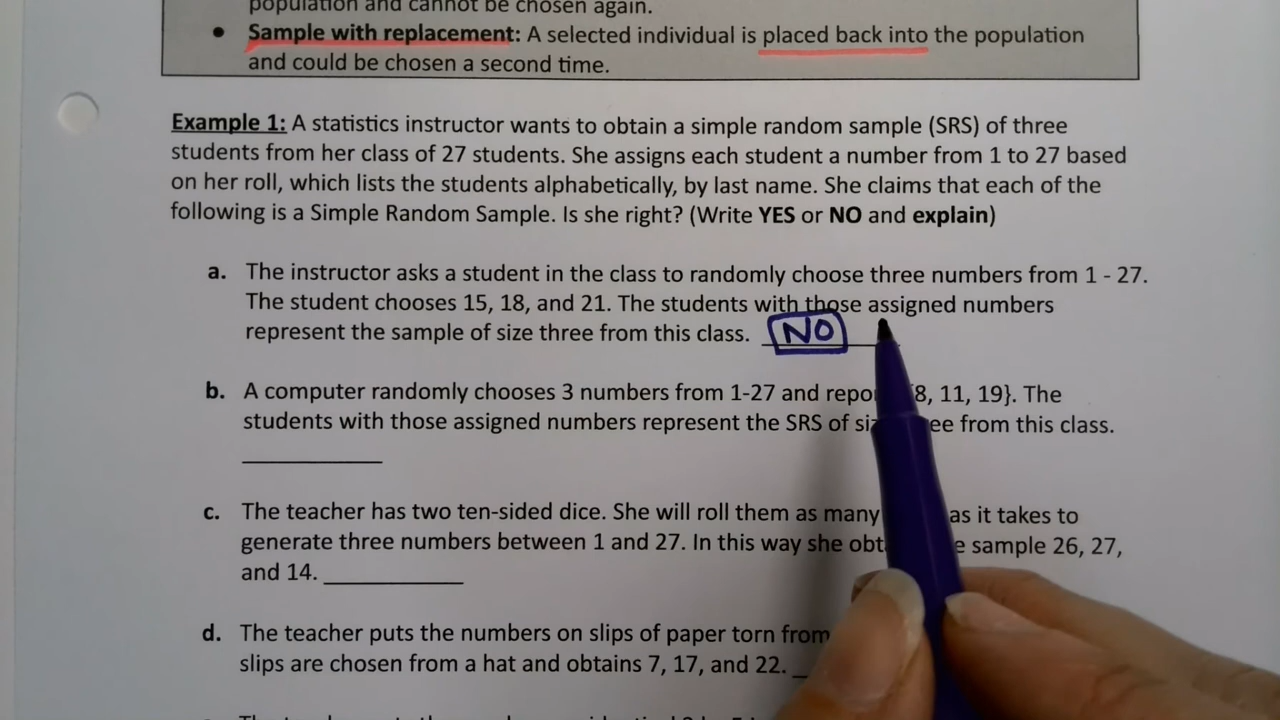 population and cannot be chosen again.
• Sample with replacement: A selected individual is placed back into the population
and could be chosen a second time.
Example 1: A statistics instructor wants to obtain a simple random sample (SRS) of three
students from her class of 27 students. She assigns each student a number from 1 to 27 based
on her roll, which lists the students alphabetically, by last name. She claims that each of the
following is a Simple Random Sample. Is she right? (Write YES or NO and explain)
a. The instructor asks a student in the class to randomly choose three numbers from 1 - 27.
The student chooses 15, 18, and 21. The students with those assigned numbers
represent the sample of size three from this class. NO
b. A computer randomly chooses 3 numbers from 1-27 and 8, 11, 19}. The
students with those assigned numbers represent the SRS of from this class.
c. The teacher has two ten-sided dice. She will roll them as many as it takes to
generate three numbers between 1 and 27. In this way she sample 26, 27,
and 14.
d. The teacher puts the numbers on slips of paper torn from
slips are chosen from a hat and obtains 7, 17, and 22.